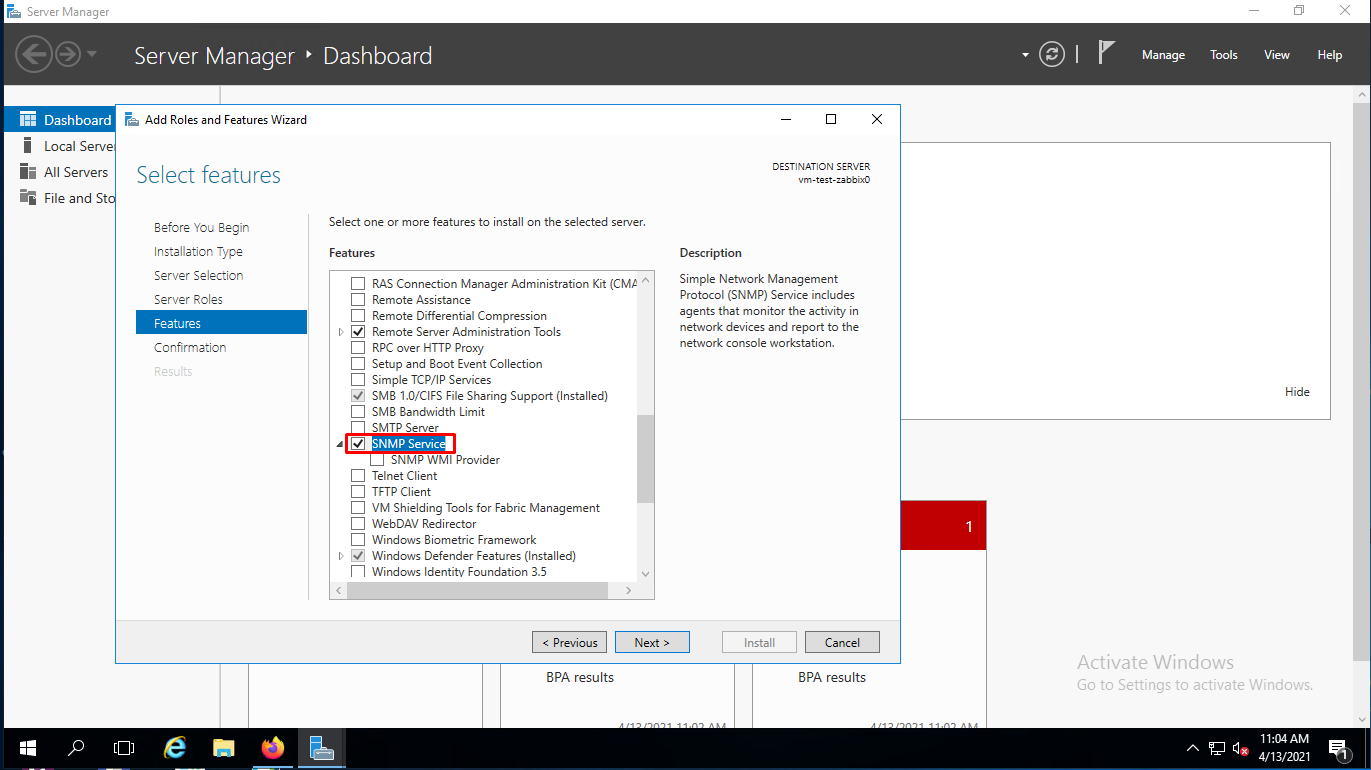 Server Manager
Server Manager ‣ Dashboard
Manage
Tools
View
Help
Dashboard
Local Server
All Servers
File and Sto
Add Roles and Features Wizard
Select features
DESTINATION SERVER
vm-test-zabbix0
Before You Begin
Installation Type
Server Selection
Server Roles
Features
Confirmation
Results
Select one or more features to install on the selected server.
Features
RAS Connection Manager Administration Kit (CMA
Remote Assistance
Remote Differential Compression
Remote Server Administration Tools
RPC over HTTP Proxy
Setup and Boot Event Collection
Simple TCP/IP Services
SMB 1.0/CIFS File Sharing Support (Installed)
SMB Bandwidth Limit
SMTP Server
SNMP Service
SNMP WMI Provider
Telnet Client
TFTP Client
VM Shielding Tools for Fabric Management
WebDAV Redirector
Windows Biometric Framework
Windows Defender Features (Installed)
Windows Identity Foundation 3.5
Description
Simple Network Management
Protocol (SNMP) Service includes
agents that monitor the activity in
network devices and report to the
network console workstation.
< Previous
Next >
Install
Cancel
Hide
1
BPA results
BPA results
4/13/2021 11:02 AM
4/13/2021 11:02 AM
Activate Windows
Go to Settings to activate Windows.
11:04 AM
4/13/2021
1